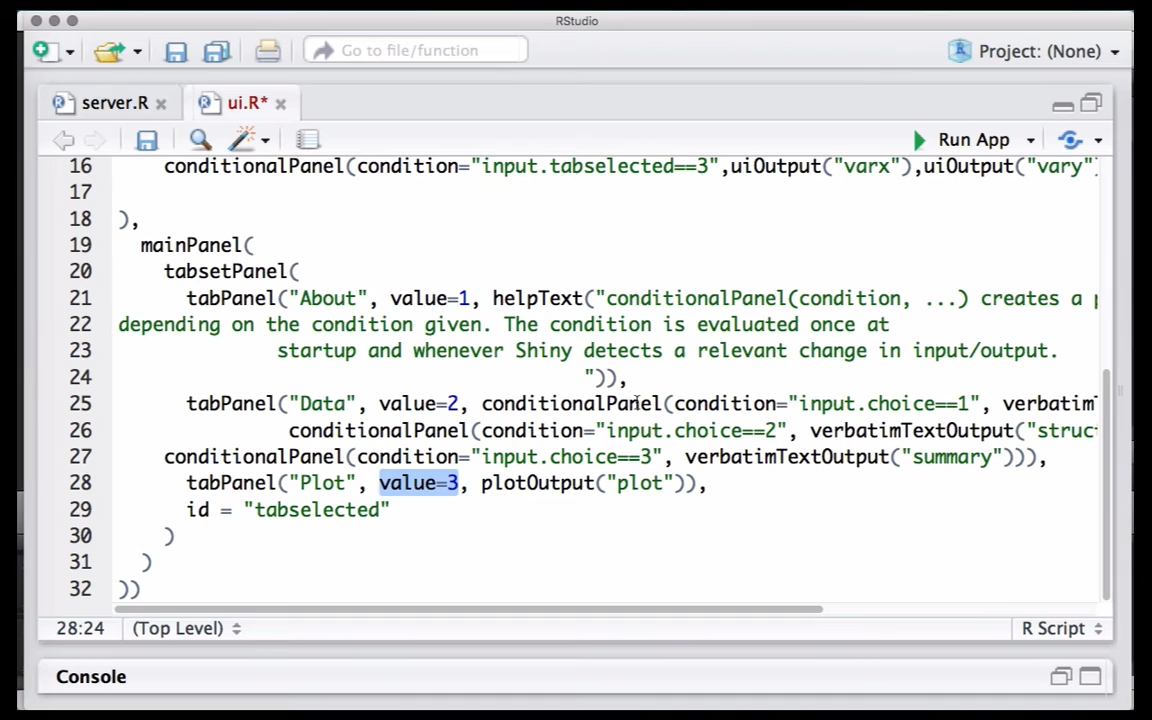 RStudio
Go to file/function
Project: (None)
server.R
ui.R*
Run App
16 conditionalPanel(condition="input.tabselected==3",uiOutput("varx"),uiOutput("vary")
17
18 ),
19 mainPanel(
20 tabsetPanel(
21 tabPanel("About", value=1, helpText("conditionalPanel(condition, ...) creates a p
22 depending on the condition given. The condition is evaluated once at
23 startup and whenever Shiny detects a relevant change in input/output.
24 ")),
25 tabPanel("Data", value=2, conditionalPanel(condition="input.choice==1", verbatimT
26 conditionalPanel(condition="input.choice==2", verbatimTextOutput("struc
27 conditionalPanel(condition="input.choice==3", verbatimTextOutput("summary"))),
28 tabPanel("Plot", value=3, plotOutput("plot")),
29 id = "tabselected"
30 )
31 )
32 ))
28:24 (Top Level) R Script
Console